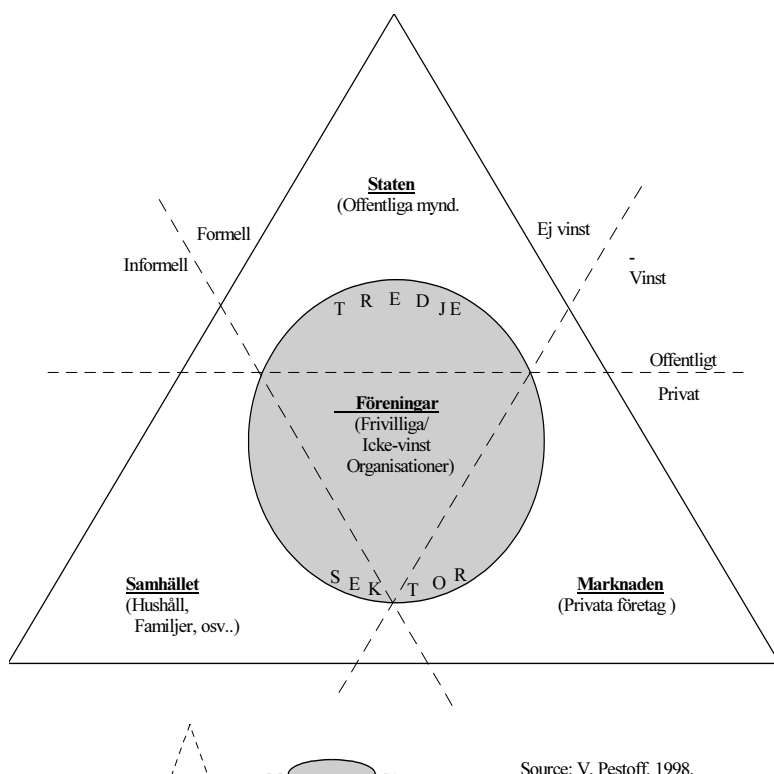 Staten
(Offentliga mynd.
Formell
Informell
Ej vinst
-
Vinst
T R E D JE
Offentligt
Privat
Föreningar
(Frivilliga/
Icke-vinst
Organisationer)
S E K T O R
Samhället
(Hushåll,
Familjer, osv..)
Marknaden
(Privata företag )
Source: V. Pestoff, 1998.